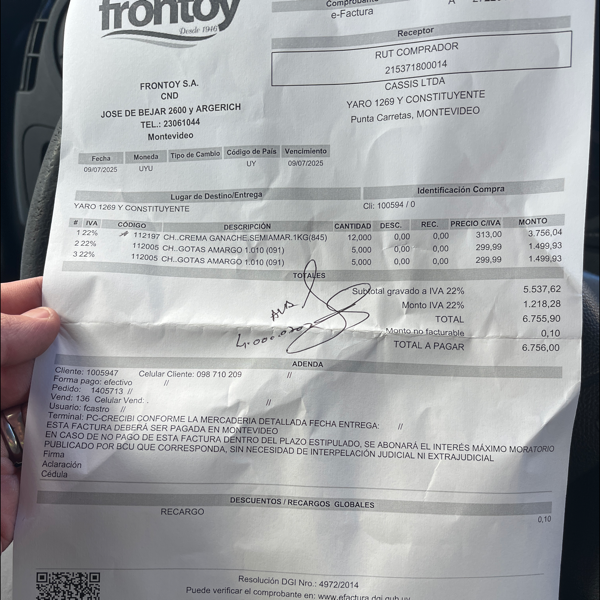 frontoy
Desde 1946
Comprobante
e-Factura
A
Receptor
RUT COMPRADOR
215371800014
CASSIS LTDA
YARO 1269 Y CONSTITUYENTE
Punta Carretas, MONTEVIDEO
FRONTOY S.A.
CND
JOSE DE BEJAR 2600 y ARGERICH
TEL.: 23061044
Montevideo
Fecha Moneda Tipo de Cambio Código de País Vencimiento
09/07/2025 UYU UY 09/07/2025
Lugar de Destino/Entrega Identificación Compra
YARO 1269 Y CONSTITUYENTE Cli: 100594 / 0
# IVA CÓDIGO DESCRIPCIÓN CANTIDAD DESC. REC. PRECIO C/IVA MONTO
1 22% 112197 CH..CREMA GANACHE.SEMIAMAR.1KG(845) 12,000 0,00 0,00 313,00 3.756,04
2 22% 112005 CH..GOTAS AMARGO 1.010 (091) 5,000 0,00 0,00 299,99 1.499,93
3 22% 112005 CH..GOTAS AMARGO 1.010 (091) 5,000 0,00 0,00 299,99 1.499,93
TOTALES
Subtotal gravado a IVA 22% 5.537,62
Monto IVA 22% 1.218,28
TOTAL 6.755,90
Monto no facturable 0,10
TOTAL A PAGAR 6.756,00
ADENDA
Cliente: 1005947 Celular Cliente: 098 710 209 //
Forma pago: efectivo //
Pedido: 1405713 //
Vend: 136 Celular Vend: . //
Usuario: fcastro //
Terminal: PC-CRECIBI CONFORME LA MERCADERIA DETALLADA FECHA ENTREGA: //
ESTA FACTURA DEBERÁ SER PAGADA EN MONTEVIDEO
EN CASO DE NO PAGO DE ESTA FACTURA DENTRO DEL PLAZO ESTIPULADO, SE ABONARÁ EL INTERÉS MÁXIMO MORATORIO
PUBLICADO POR BCU QUE CORRESPONDA, SIN NECESIDAD DE INTERPELACIÓN JUDICIAL NI EXTRAJUDICIAL
Firma
Aclaración
Cédula
DESCUENTOS / RECARGOS GLOBALES
RECARGO 0,10
Resolución DGI Nro.: 4972/2014
Puede verificar el comprobante en: www.efactura.dgi.gub.uy